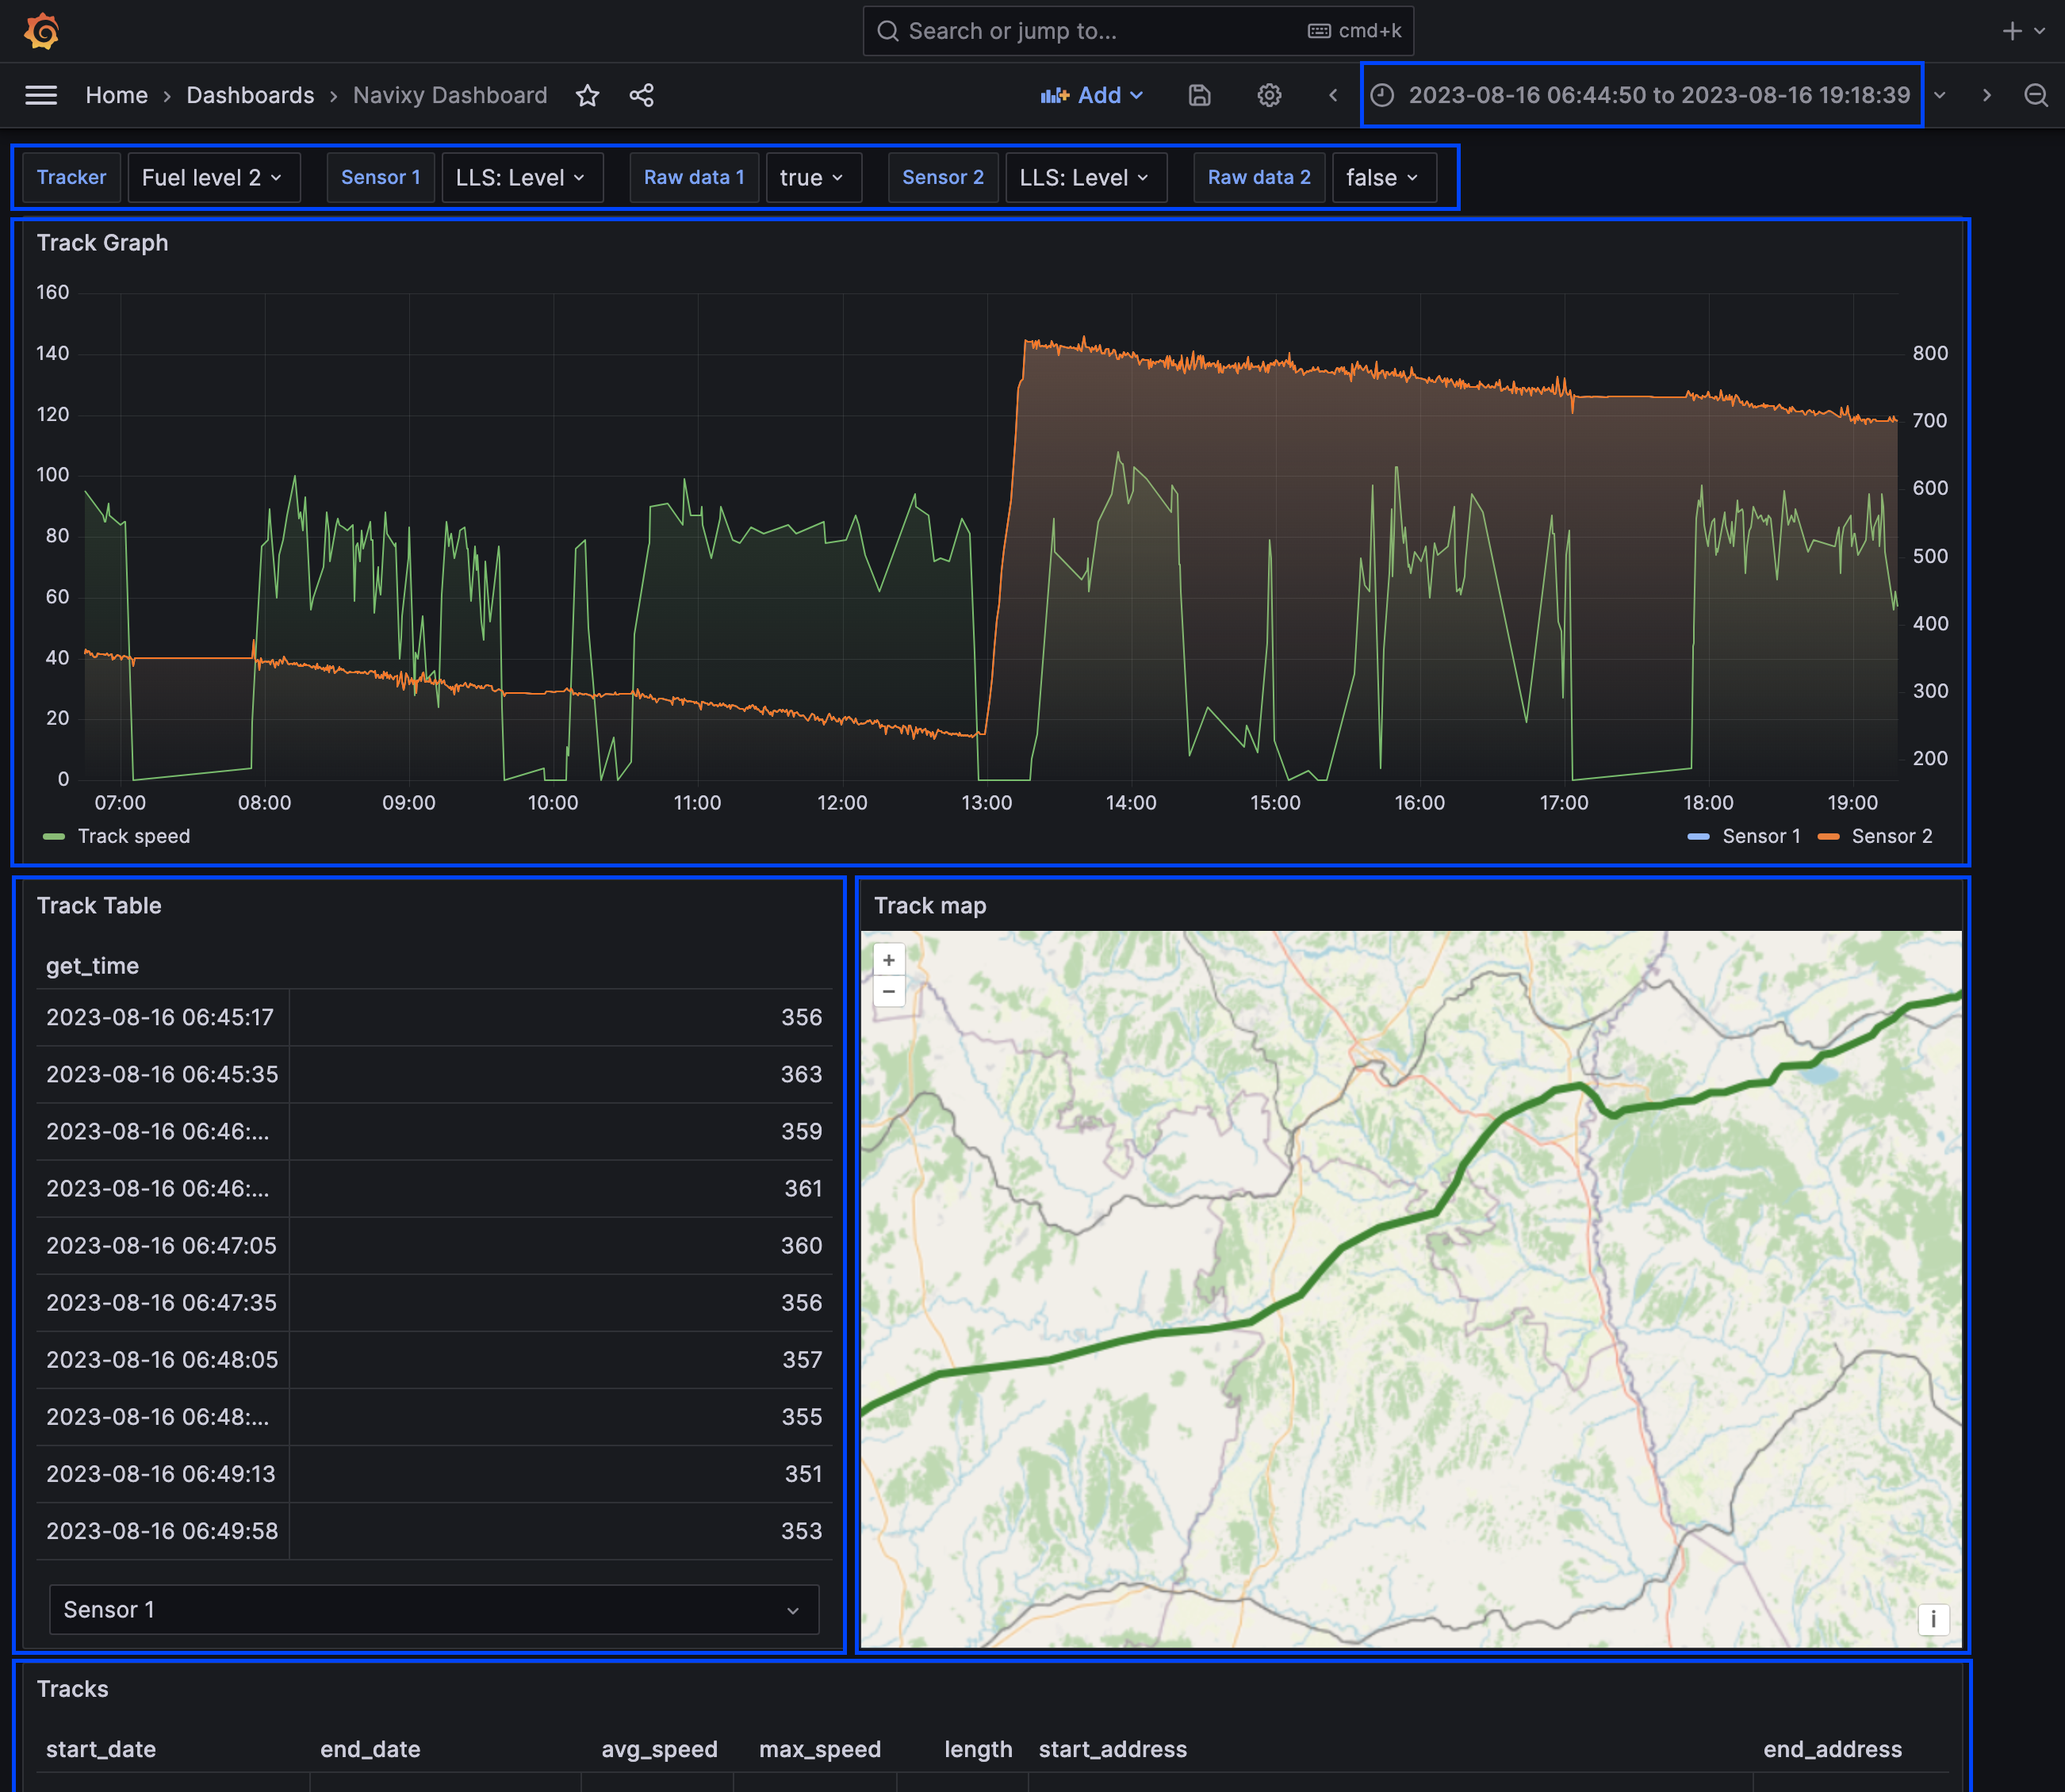 Search or jump to... cmd+k
Home › Dashboards › Navixy Dashboard Add 2023-08-16 06:44:50 to 2023-08-16 19:18:39
Tracker Fuel level 2 Sensor 1 LLS: Level Raw data 1 true Sensor 2 LLS: Level Raw data 2 false
Track Graph
160
140 800
120 700
100 600
80 500
60 400
40 300
20 200
0
07:00 08:00 09:00 10:00 11:00 12:00 13:00 14:00 15:00 16:00 17:00 18:00 19:00
Track speed Sensor 1 Sensor 2
Track Table
get_time
2023-08-16 06:45:17 356
2023-08-16 06:45:35 363
2023-08-16 06:46:... 359
2023-08-16 06:46:... 361
2023-08-16 06:47:05 360
2023-08-16 06:47:35 356
2023-08-16 06:48:05 357
2023-08-16 06:48:... 355
2023-08-16 06:49:13 351
2023-08-16 06:49:58 353
Sensor 1
Track map
+
−
i
Tracks
start_date end_date avg_speed max_speed length start_address end_address